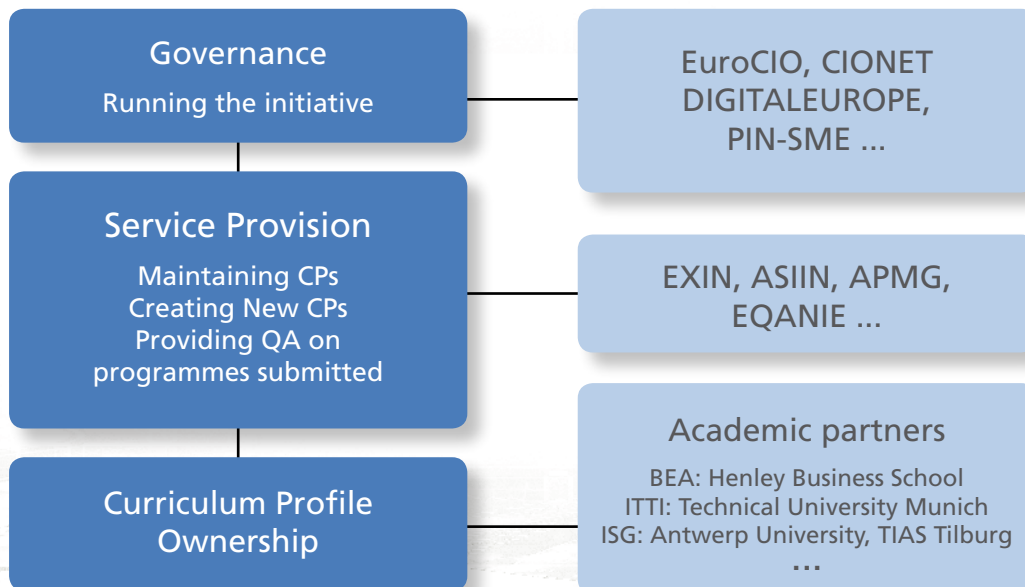 Governance
Running the initiative
EuroCIO, CIONET
DIGITALEUROPE,
PIN-SME ...
Service Provision
Maintaining CPs
Creating New CPs
Providing QA on
programmes submitted
EXIN, ASIIN, APMG,
EQANIE ...
Curriculum Profile
Ownership
Academic partners
BEA: Henley Business School
ITTI: Technical University Munich
ISG: Antwerp University, TIAS Tilburg
...